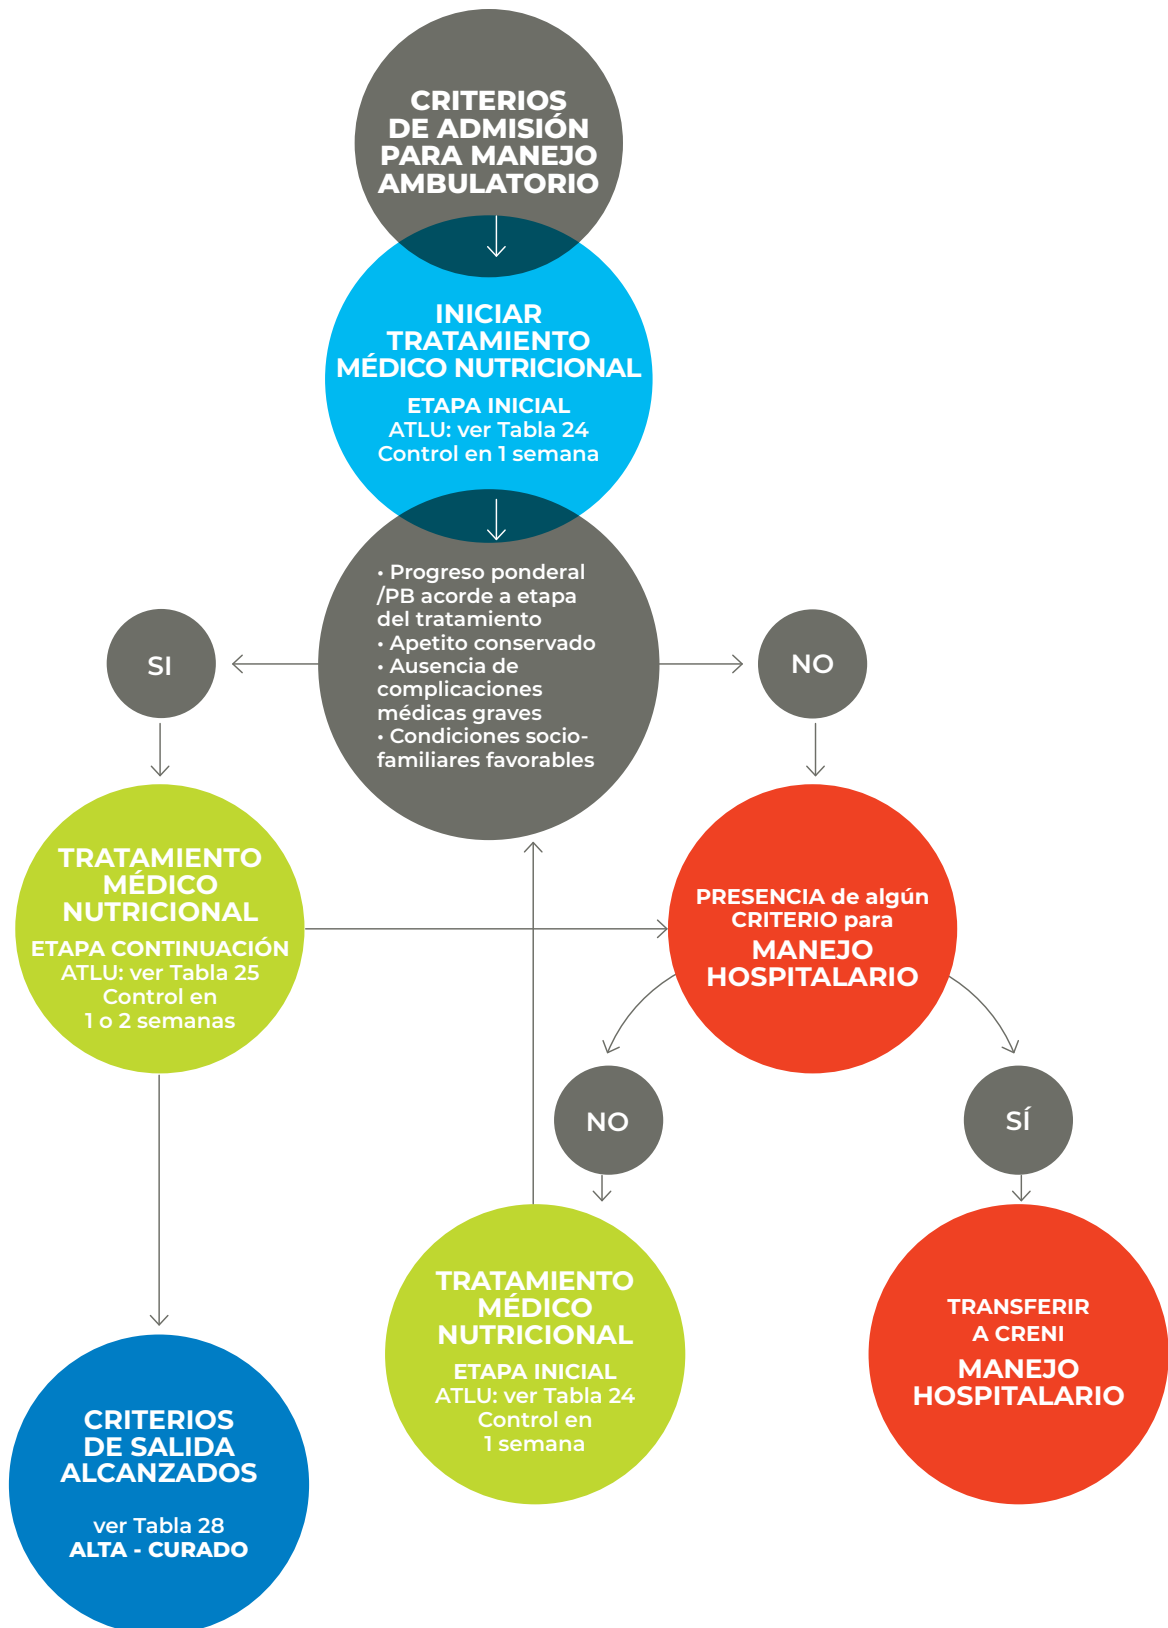 CRITERIOS
DE ADMISIÓN
PARA MANEJO
AMBULATORIO
INICIAR
TRATAMIENTO
MÉDICO NUTRICIONAL
ETAPA INICIAL
ATLU: ver Tabla 24
Control en 1 semana
• Progreso ponderal
/PB acorde a etapa
del tratamiento
• Apetito conservado
• Ausencia de
complicaciones
médicas graves
• Condiciones socio-
familiares favorables
SI
NO
TRATAMIENTO
MÉDICO
NUTRICIONAL
ETAPA CONTINUACIÓN
ATLU: ver Tabla 25
Control en
1 o 2 semanas
PRESENCIA de algún
CRITERIO para
MANEJO
HOSPITALARIO
NO
SÍ
TRATAMIENTO
MÉDICO
NUTRICIONAL
ETAPA INICIAL
ATLU: ver Tabla 24
Control en
1 semana
TRANSFERIR
A CRENI
MANEJO
HOSPITALARIO
CRITERIOS
DE SALIDA
ALCANZADOS
ver Tabla 28
ALTA - CURADO